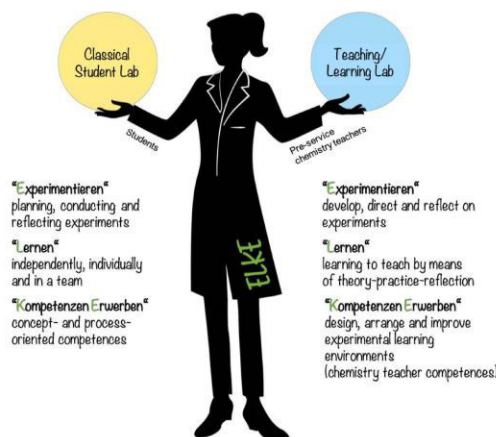 Classical
Student Lab
Teaching/
Learning Lab
Students
Pre-service
chemistry teachers
"Experimentieren"
planning, conducting and
reflecting experiments
"Lernen"
independently, individually
and in a team
"Kompetenzen Erwerben"
concept- and process-
oriented competences
ELKE
"Experimentieren"
develop, direct and reflect on
experiments
"Lernen"
learning to teach by means
of theory-practice-reflection
"Kompetenzen Erwerben"
design, arrange and improve
experimental learning
environments
(chemistry teacher competences)